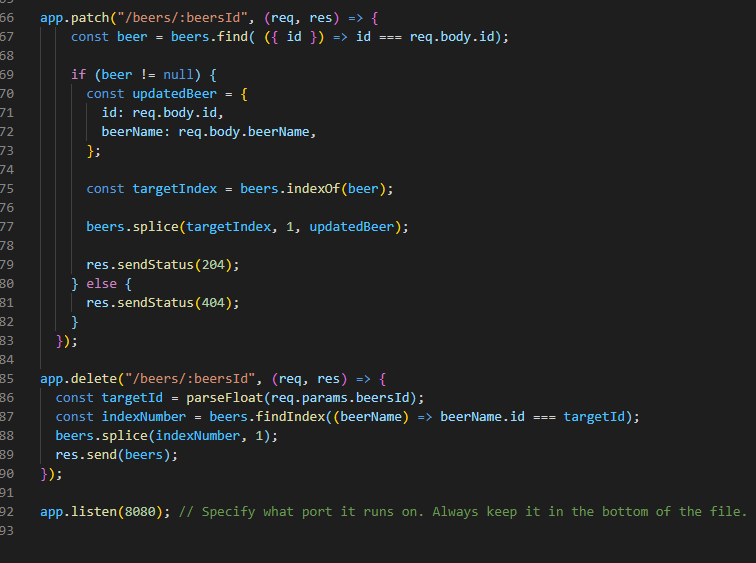 66 app.patch("/beers/:beersId", (req, res) => {
67 const beer = beers.find( ({ id }) => id === req.body.id);
68
69 if (beer != null) {
70 const updatedBeer = {
71 id: req.body.id,
72 beerName: req.body.beerName,
73 };
74
75 const targetIndex = beers.indexOf(beer);
76
77 beers.splice(targetIndex, 1, updatedBeer);
78
79 res.sendStatus(204);
80 } else {
81 res.sendStatus(404);
82 }
83 });
84
85 app.delete("/beers/:beersId", (req, res) => {
86 const targetId = parseFloat(req.params.beersId);
87 const indexNumber = beers.findIndex((beerName) => beerName.id === targetId);
88 beers.splice(indexNumber, 1);
89 res.send(beers);
90 });
91
92 app.listen(8080); // Specify what port it runs on. Always keep it in the bottom of the file.
93